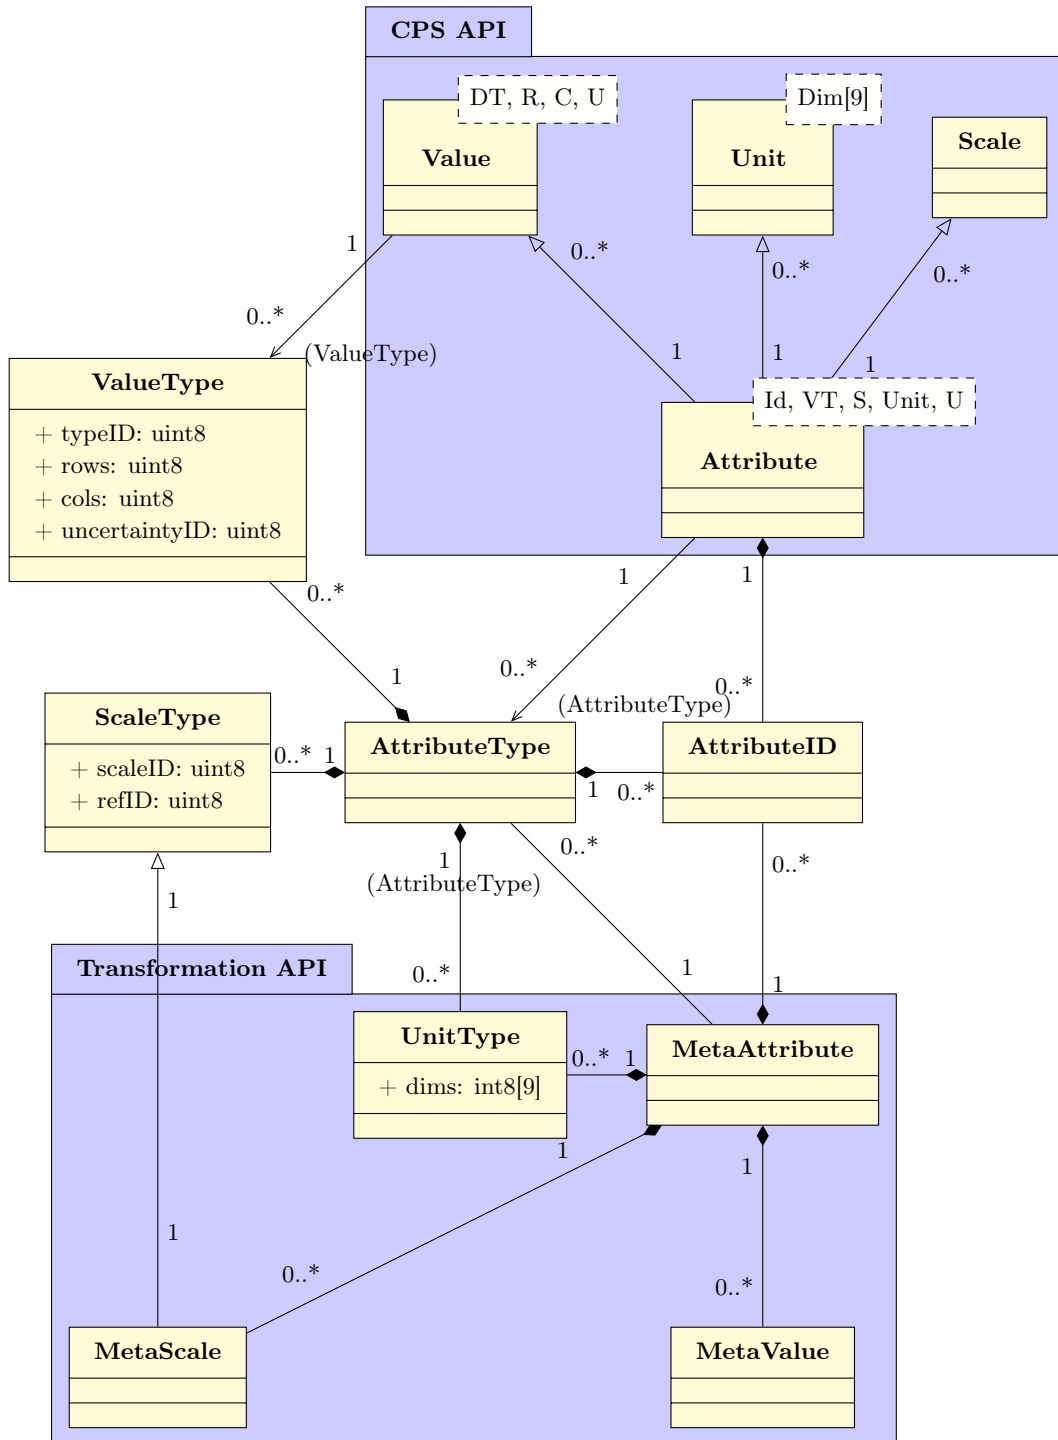 CPS API
DT, R, C, U
Dim[9]
Value
Unit
Scale
1
0..*
0..*
0..*
0..*
(ValueType)
1
1
1
ValueType
+ typeID: uint8
+ rows: uint8
+ cols: uint8
+ uncertaintyID: uint8
Id, VT, S, Unit, U
Attribute
0..*
1
1
1
0..*
0..*
(AttributeType)
ScaleType
+ scaleID: uint8
+ refID: uint8
0..*
1
AttributeType
1
0..*
AttributeID
1
(AttributeType)
0..*
0..*
1
Transformation API
0..*
1
1
UnitType
+ dims: int8[9]
0..*
1
MetaAttribute
1
1
1
0..*
0..*
MetaScale
MetaValue